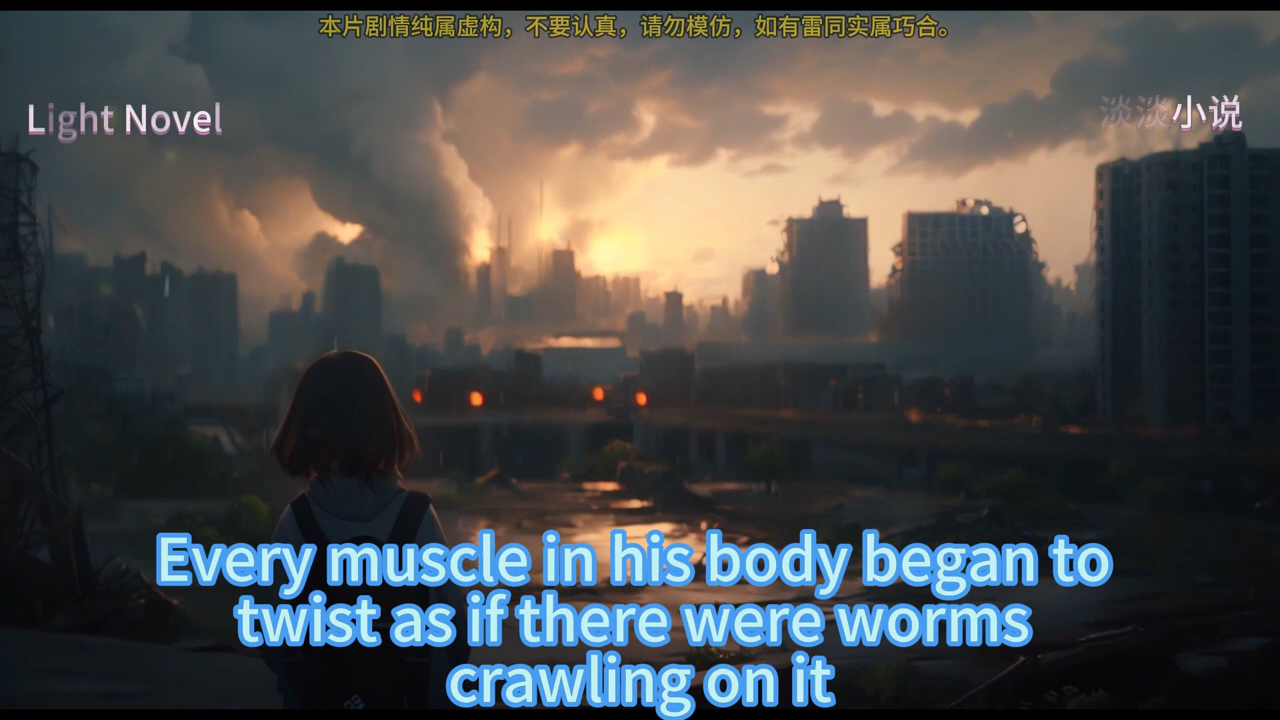 本片剧情纯属虚构，不要认真，请勿模仿，如有雷同实属巧合。
Light Novel
淡淡小说
Every muscle in his body began to
twist as if there were worms
crawling on it